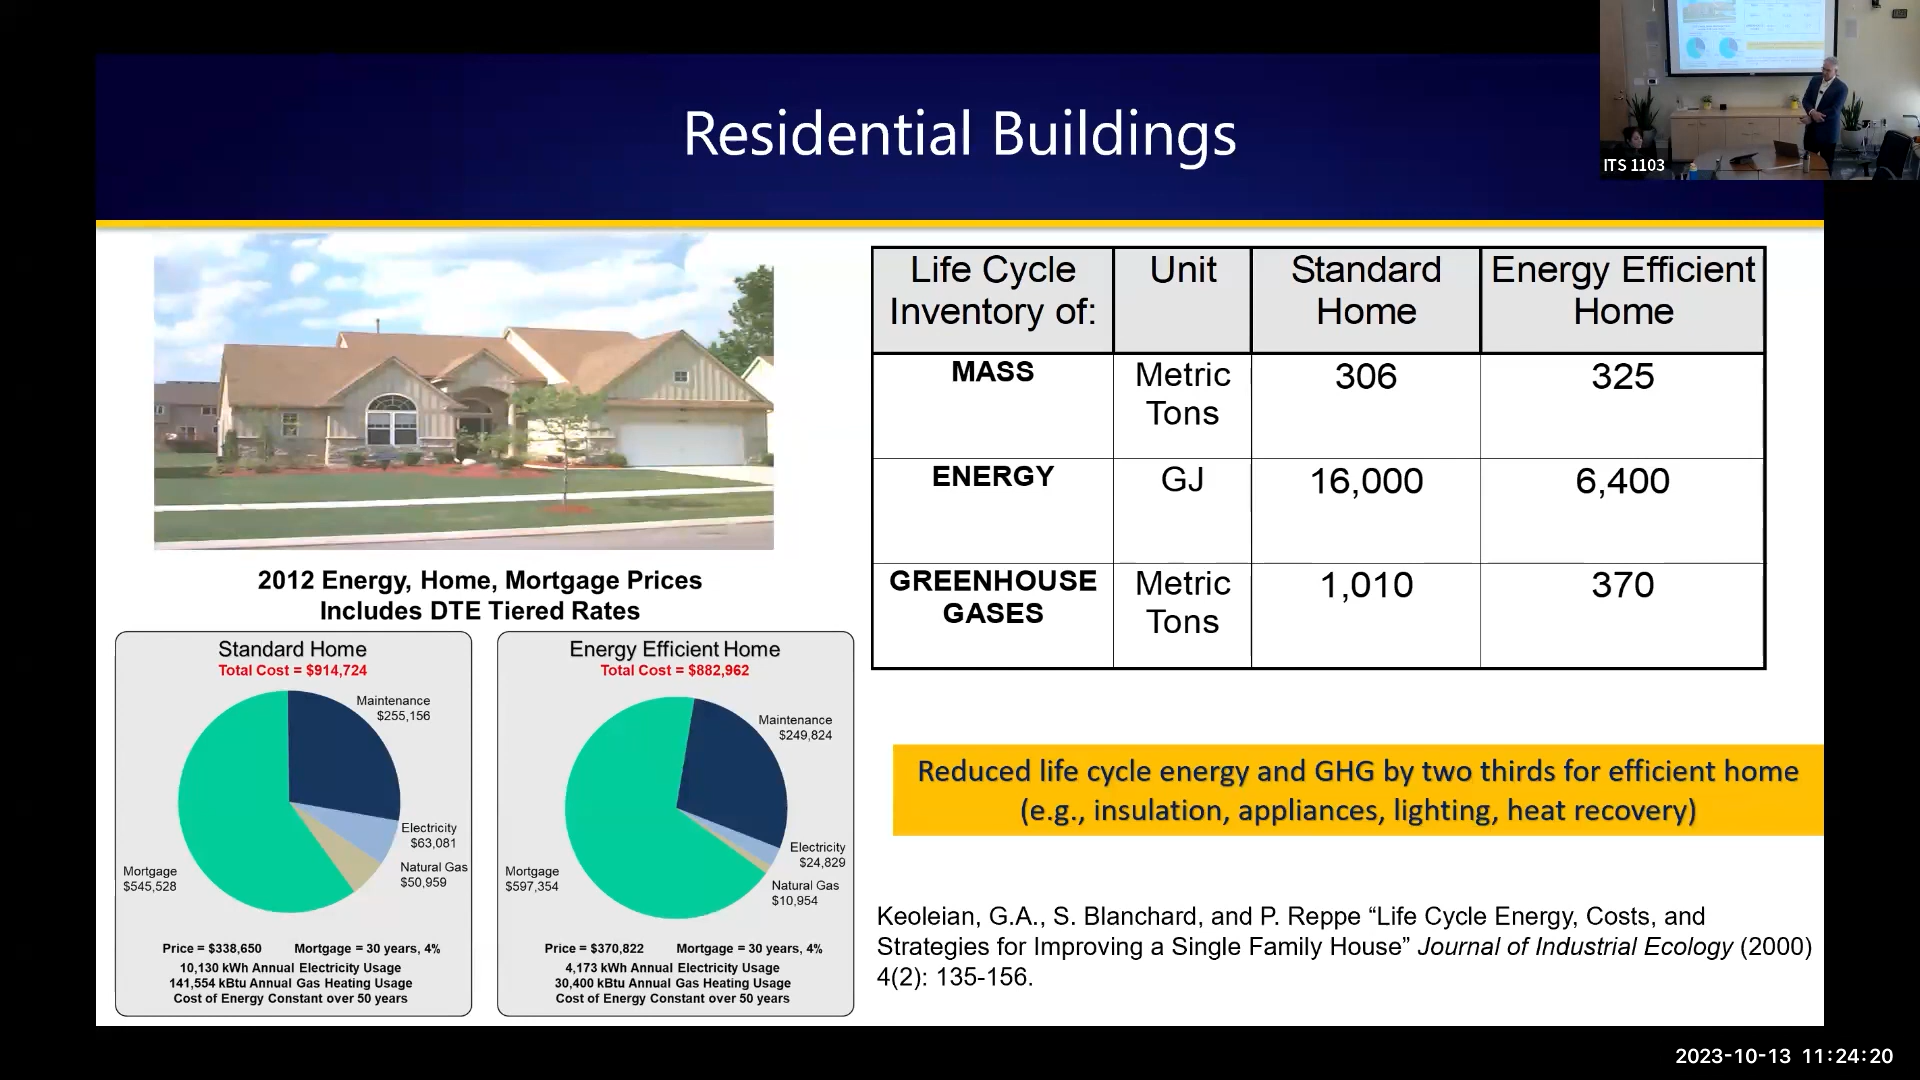 Residential Buildings
ITS 1103
2012 Energy, Home, Mortgage Prices
Includes DTE Tiered Rates
Standard Home
Total Cost = $914,724
Maintenance
$255,156
Electricity
$63,081
Natural Gas
$50,959
Mortgage
$545,528
Price = $338,650 Mortgage = 30 years, 4%
10,130 kWh Annual Electricity Usage
141,554 kBtu Annual Gas Heating Usage
Cost of Energy Constant over 50 years
Energy Efficient Home
Total Cost = $882,962
Maintenance
$249,824
Electricity
$24,829
Natural Gas
$10,954
Mortgage
$597,354
Price = $370,822 Mortgage = 30 years, 4%
4,173 kWh Annual Electricity Usage
30,400 kBtu Annual Gas Heating Usage
Cost of Energy Constant over 50 years
Life Cycle Unit Standard Energy Efficient
Inventory of: Home Home
MASS Metric 306 325
Tons
ENERGY GJ 16,000 6,400
GREENHOUSE Metric 1,010 370
GASES Tons
Reduced life cycle energy and GHG by two thirds for efficient home
(e.g., insulation, appliances, lighting, heat recovery)
Keoleian, G.A., S. Blanchard, and P. Reppe “Life Cycle Energy, Costs, and
Strategies for Improving a Single Family House” Journal of Industrial Ecology (2000)
4(2): 135-156.
2023-10-13 11:24:20